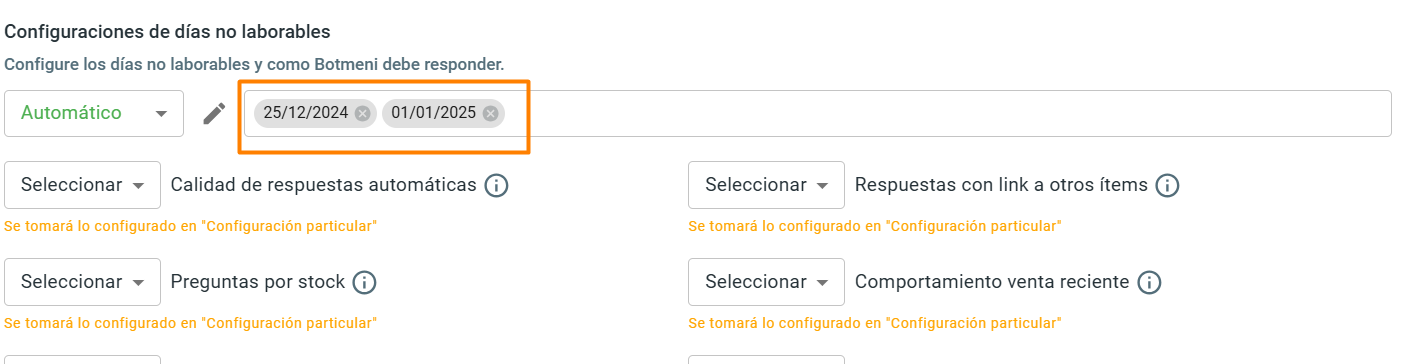 Configuraciones de días no laborables
Configure los días no laborables y como Botmeni debe responder.
Automático 25/12/2024 01/01/2025
Seleccionar Calidad de respuestas automáticas Seleccionar Respuestas con link a otros ítems
Se tomará lo configurado en "Configuración particular" Se tomará lo configurado en "Configuración particular"
Seleccionar Preguntas por stock Seleccionar Comportamiento venta reciente
Se tomará lo configurado en "Configuración particular" Se tomará lo configurado en "Configuración particular"